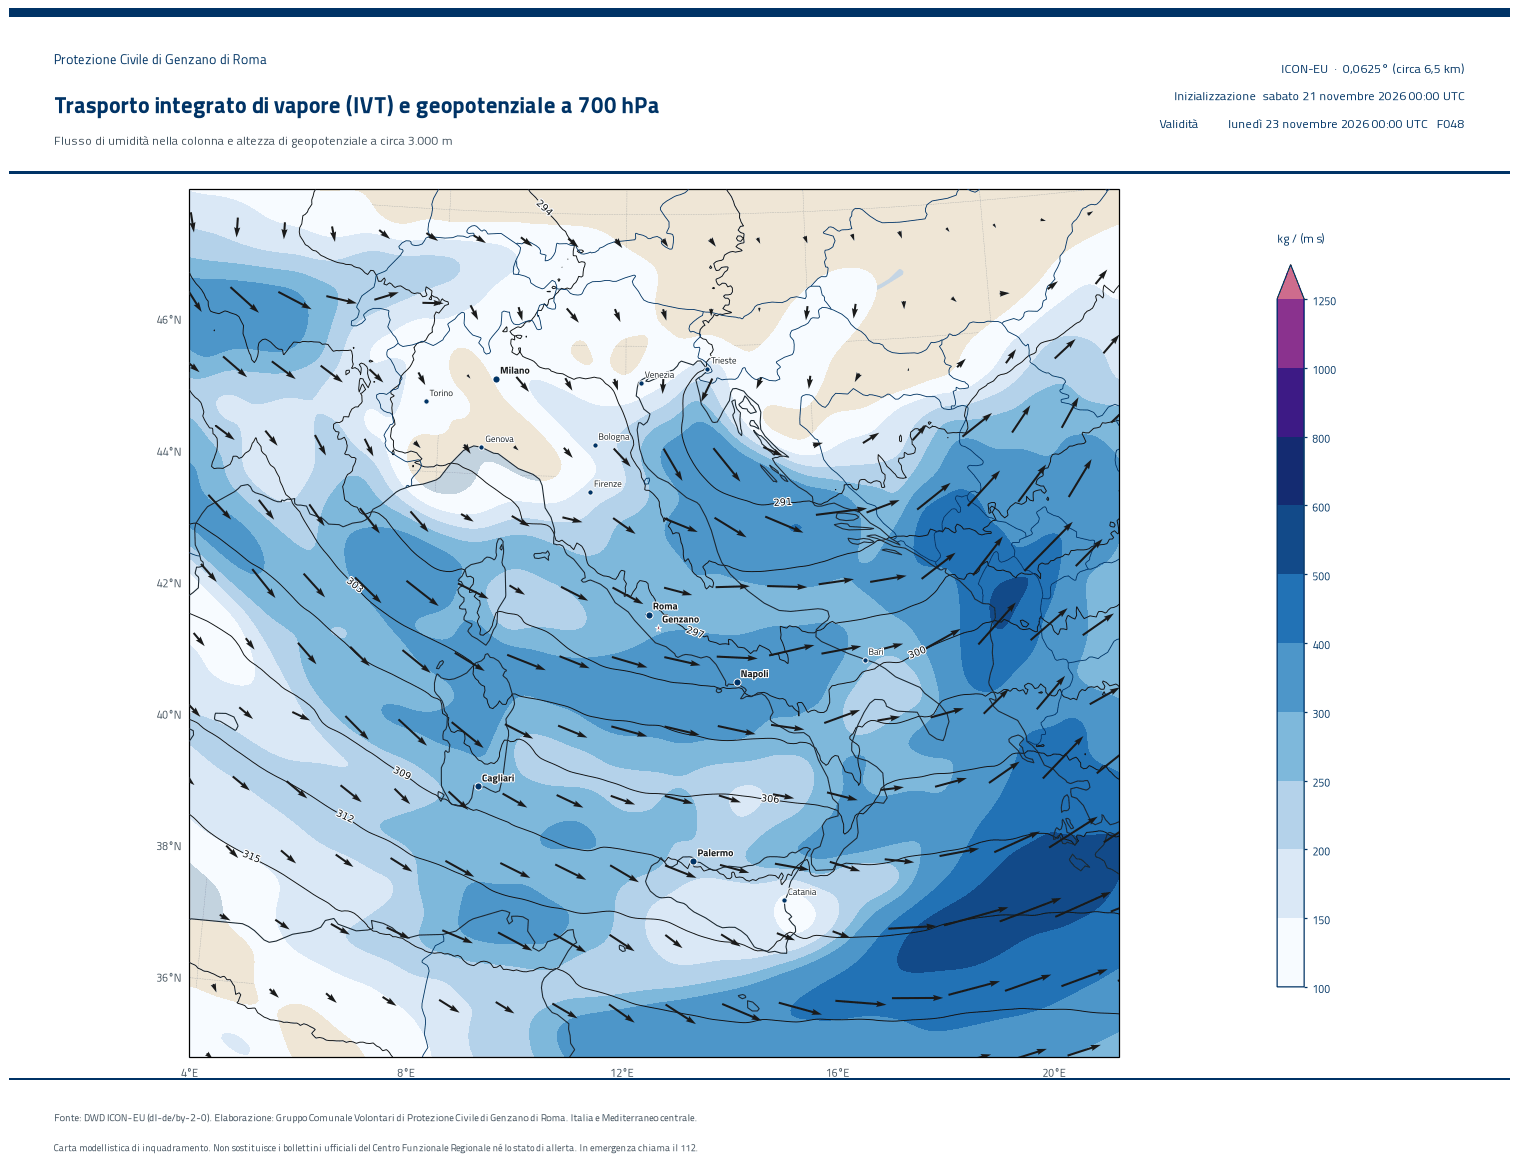 Protezione Civile di Genzano di Roma
Trasporto integrato di vapore (IVT) e geopotenziale a 700 hPa
Flusso di umidità nella colonna e altezza di geopotenziale a circa 3.000 m
ICON-EU · 0,0625° (circa 6,5 km)
Inizializzazione sabato 21 novembre 2026 00:00 UTC
Validità lunedì 23 novembre 2026 00:00 UTC F048
kg / (m s)
1250
1000
800
600
500
400
300
250
200
150
100
46°N
44°N
42°N
40°N
38°N
36°N
4°E
8°E
12°E
16°E
20°E
294
Trieste
Milano
Venezia
Torino
Genova
Bologna
Firenze
291
303
Roma
Genzano
297
300
Bari
Napoli
309
Cagliari
306
312
315
Palermo
Catania
Fonte: DWD ICON-EU (dl-de/by-2-0). Elaborazione: Gruppo Comunale Volontari di Protezione Civile di Genzano di Roma. Italia e Mediterraneo centrale.
Carta modellistica di inquadramento. Non sostituisce i bollettini ufficiali del Centro Funzionale Regionale né lo stato di allerta. In emergenza chiama il 112.